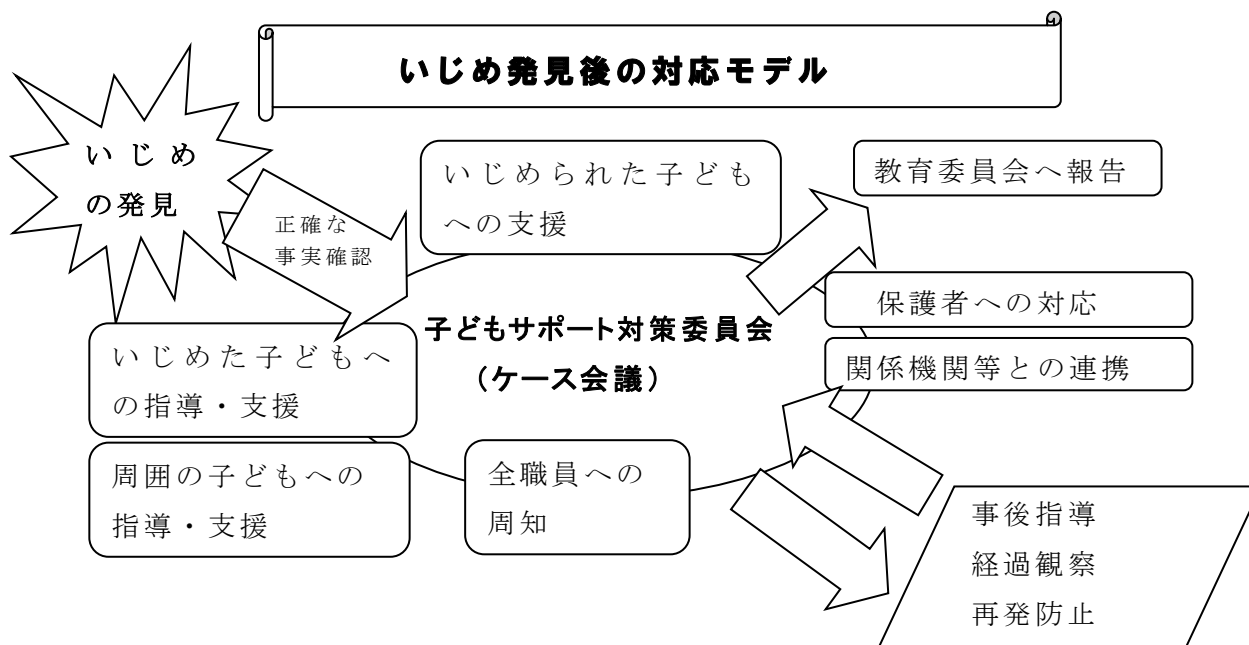 いじめ発見後の対応モデル
いじめ
の発見
正確な
事実確認
いじめられた子ども
への支援
教育委員会へ報告
保護者への対応
関係機関等との連携
子どもサポート対策委員会
（ケース会議）
いじめた子どもへ
の指導・支援
周囲の子どもへの
指導・支援
全職員への
周知
事後指導
経過観察
再発防止